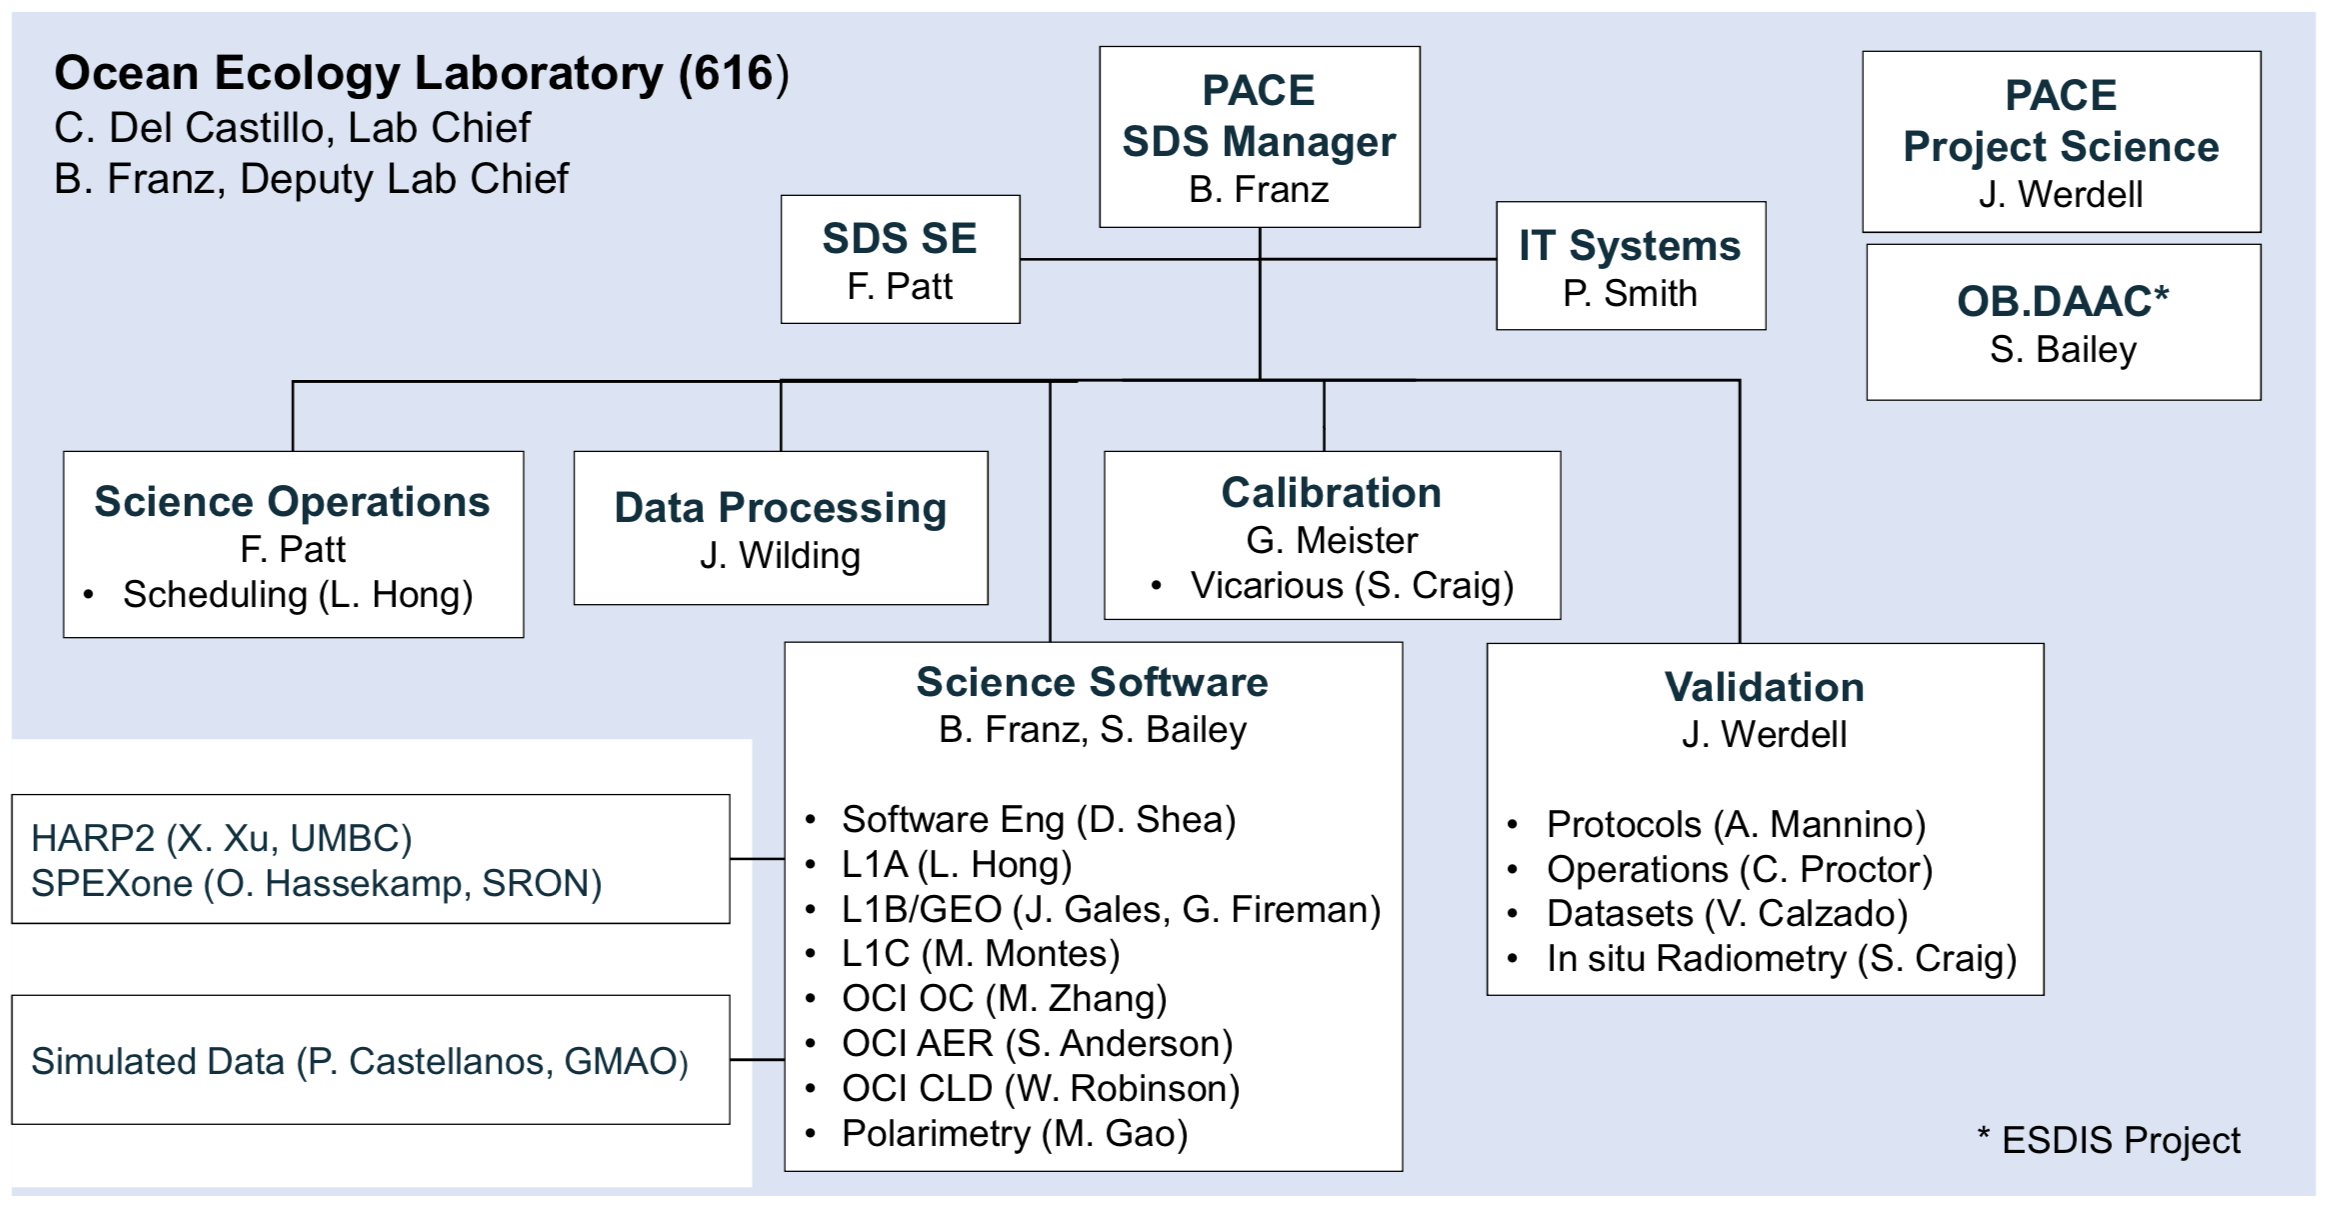 Ocean Ecology Laboratory (616)
C. Del Castillo, Lab Chief
B. Franz, Deputy Lab Chief
PACE
SDS Manager
B. Franz
PACE
Project Science
J. Werdell
SDS SE
F. Patt
IT Systems
P. Smith
OB.DAAC*
S. Bailey
Science Operations
F. Patt
• Scheduling (L. Hong)
Data Processing
J. Wilding
Calibration
G. Meister
• Vicarious (S. Craig)
Science Software
B. Franz, S. Bailey
• Software Eng (D. Shea)
• L1A (L. Hong)
• L1B/GEO (J. Gales, G. Fireman)
• L1C (M. Montes)
• OCI OC (M. Zhang)
• OCI AER (S. Anderson)
• OCI CLD (W. Robinson)
• Polarimetry (M. Gao)
Validation
J. Werdell
• Protocols (A. Mannino)
• Operations (C. Proctor)
• Datasets (V. Calzado)
• In situ Radiometry (S. Craig)
HARP2 (X. Xu, UMBC)
SPEXone (O. Hassekamp, SRON)
Simulated Data (P. Castellanos, GMAO)
* ESDIS Project